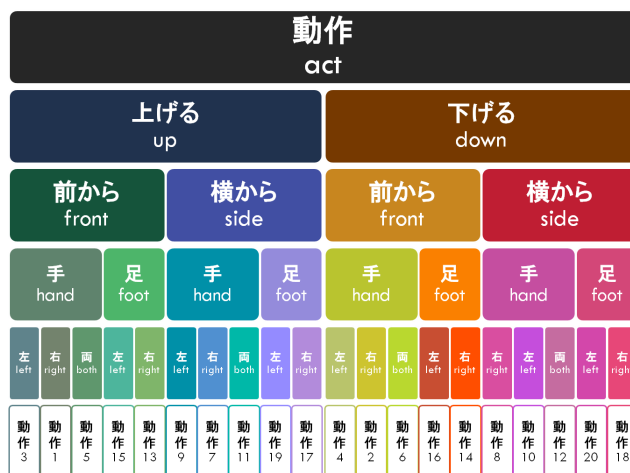 動作
act
上げる 下げる
up down
前から 横から 前から 横から
front side front side
手 足 手 足 手 足 手 足
hand foot hand foot hand foot hand foot
左 右 両 左 右 左 右 両 左 右 左 右 両 左 右 右 左 両 左 右
left right both left right left right both left right left right both left right right left both left right
動作 動作 動作 動作 動作 動作 動作 動作 動作 動作 動作 動作 動作 動作 動作 動作 動作 動作 動作 動作
3 1 5 15 13 9 7 11 19 17 4 2 6 16 14 8 10 12 20 18